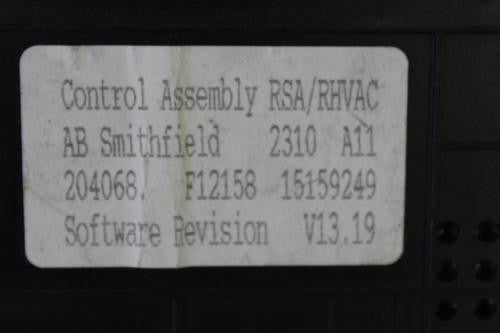 Control Assembly RSA/RHVAC
AB Smithfield 2310 A11
204068. F12158 15159249
Software Revision V13.19